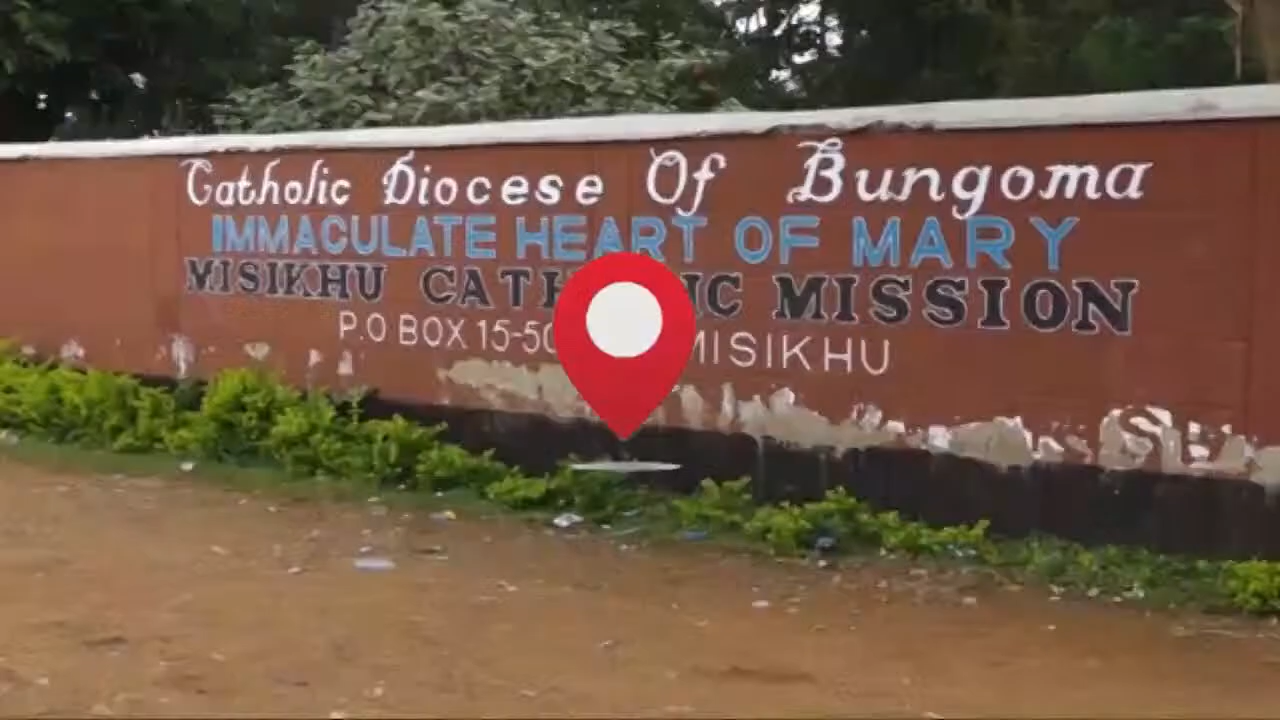 Catholic Diocese Of Bungoma
IMMACULATE HEART OF MARY
MISIKHU MISSION
P.O BOX MISIKHU